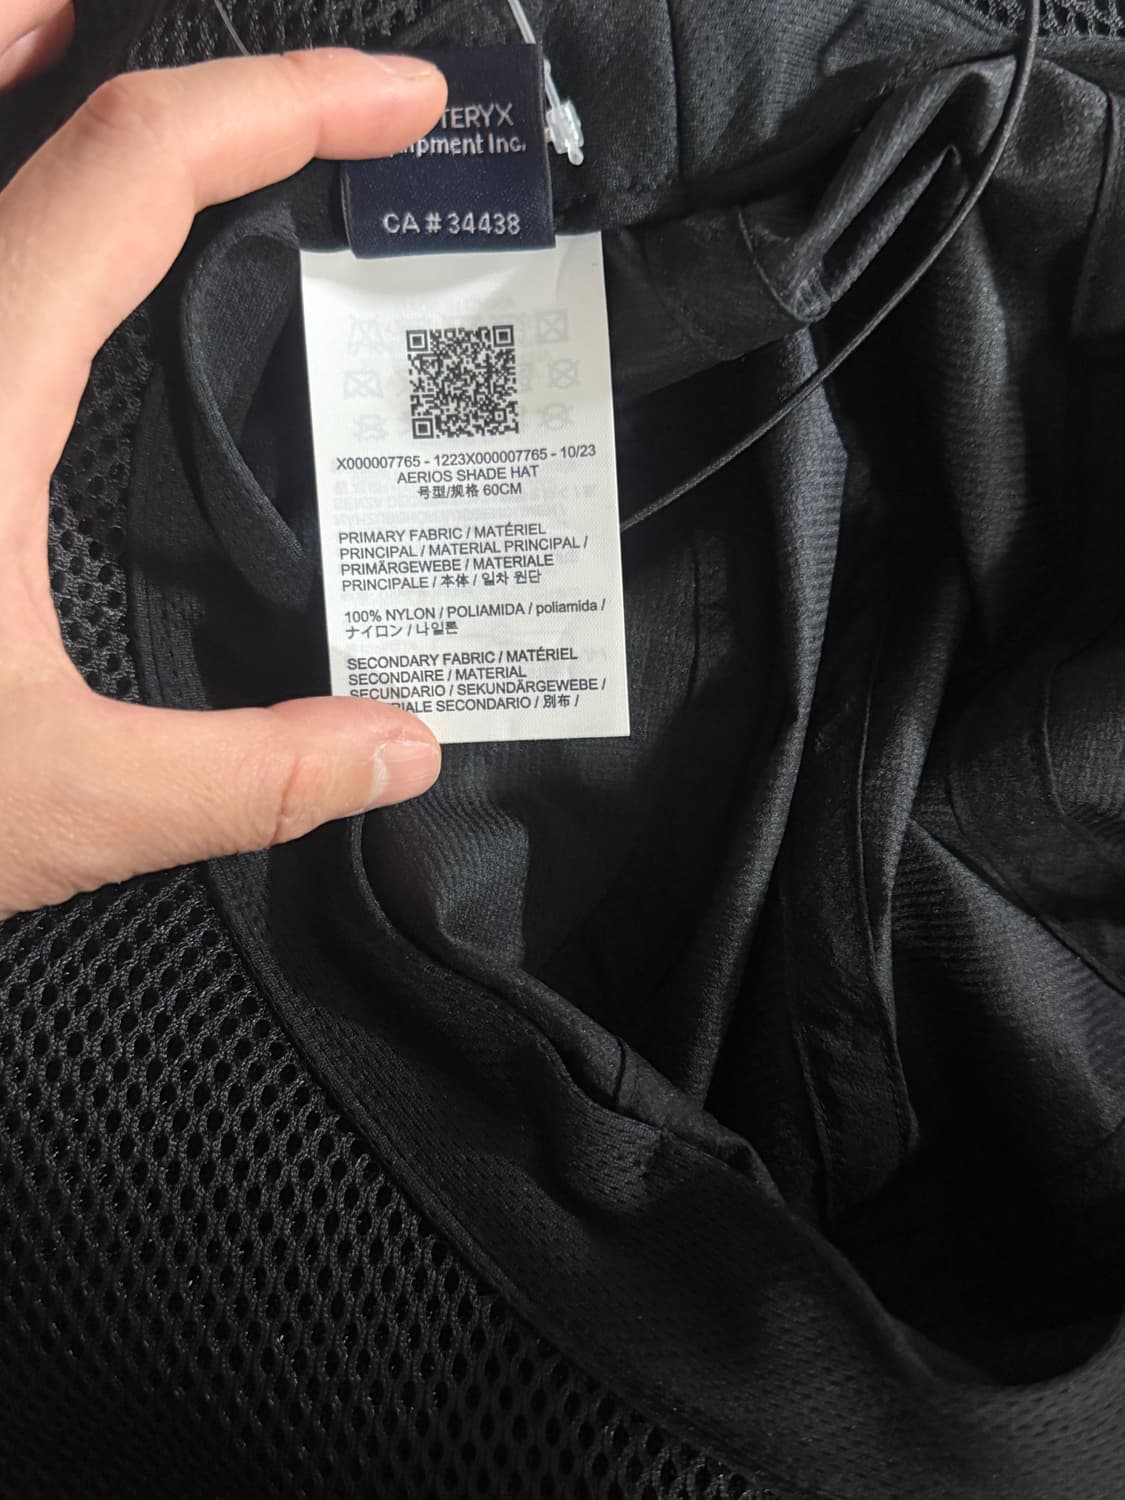 TERYX
ipment Inc.
CA # 34438
X000007765 - 1223X000007765 - 10/23
AERIOS SHADE HAT
号型/规格 60CM
PRIMARY FABRIC / MATÉRIEL
PRINCIPAL / MATERIAL PRINCIPAL /
PRIMÄRGEWEBE / MATERIALE
PRINCIPALE / 本体 / 일차 원단
100% NYLON / POLIAMIDA / poliamida /
ナイロン / 나일론
SECONDARY FABRIC / MATÉRIEL
SECONDAIRE / MATERIAL
SECUNDARIO / SEKUNDÄRGEWEBE /
RIALE SECONDARIO / 別布 /